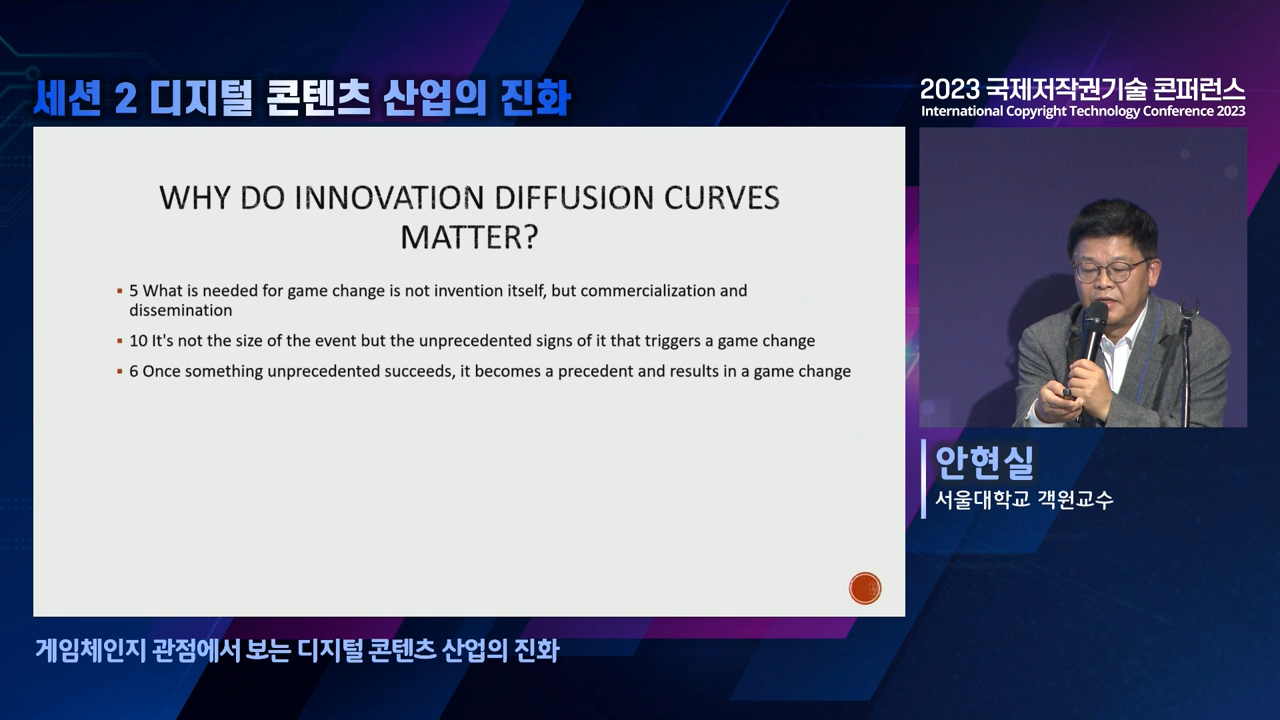 세션 2 디지털 콘텐츠 산업의 진화
2023 국제저작권기술 콘퍼런스
International Copyright Technology Conference 2023
WHY DO INNOVATION DIFFUSION CURVES
MATTER?
5 What is needed for game change is not invention itself, but commercialization and
dissemination
10 It's not the size of the event but the unprecedented signs of it that triggers a game change
6 Once something unprecedented succeeds, it becomes a precedent and results in a game change
안현실
서울대학교 객원교수
게임체인지 관점에서 보는 디지털 콘텐츠 산업의 진화